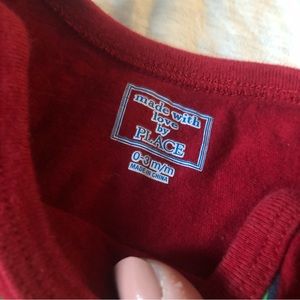 made with
love
by
PLACE
0-3 m/m
MADE IN CHINA